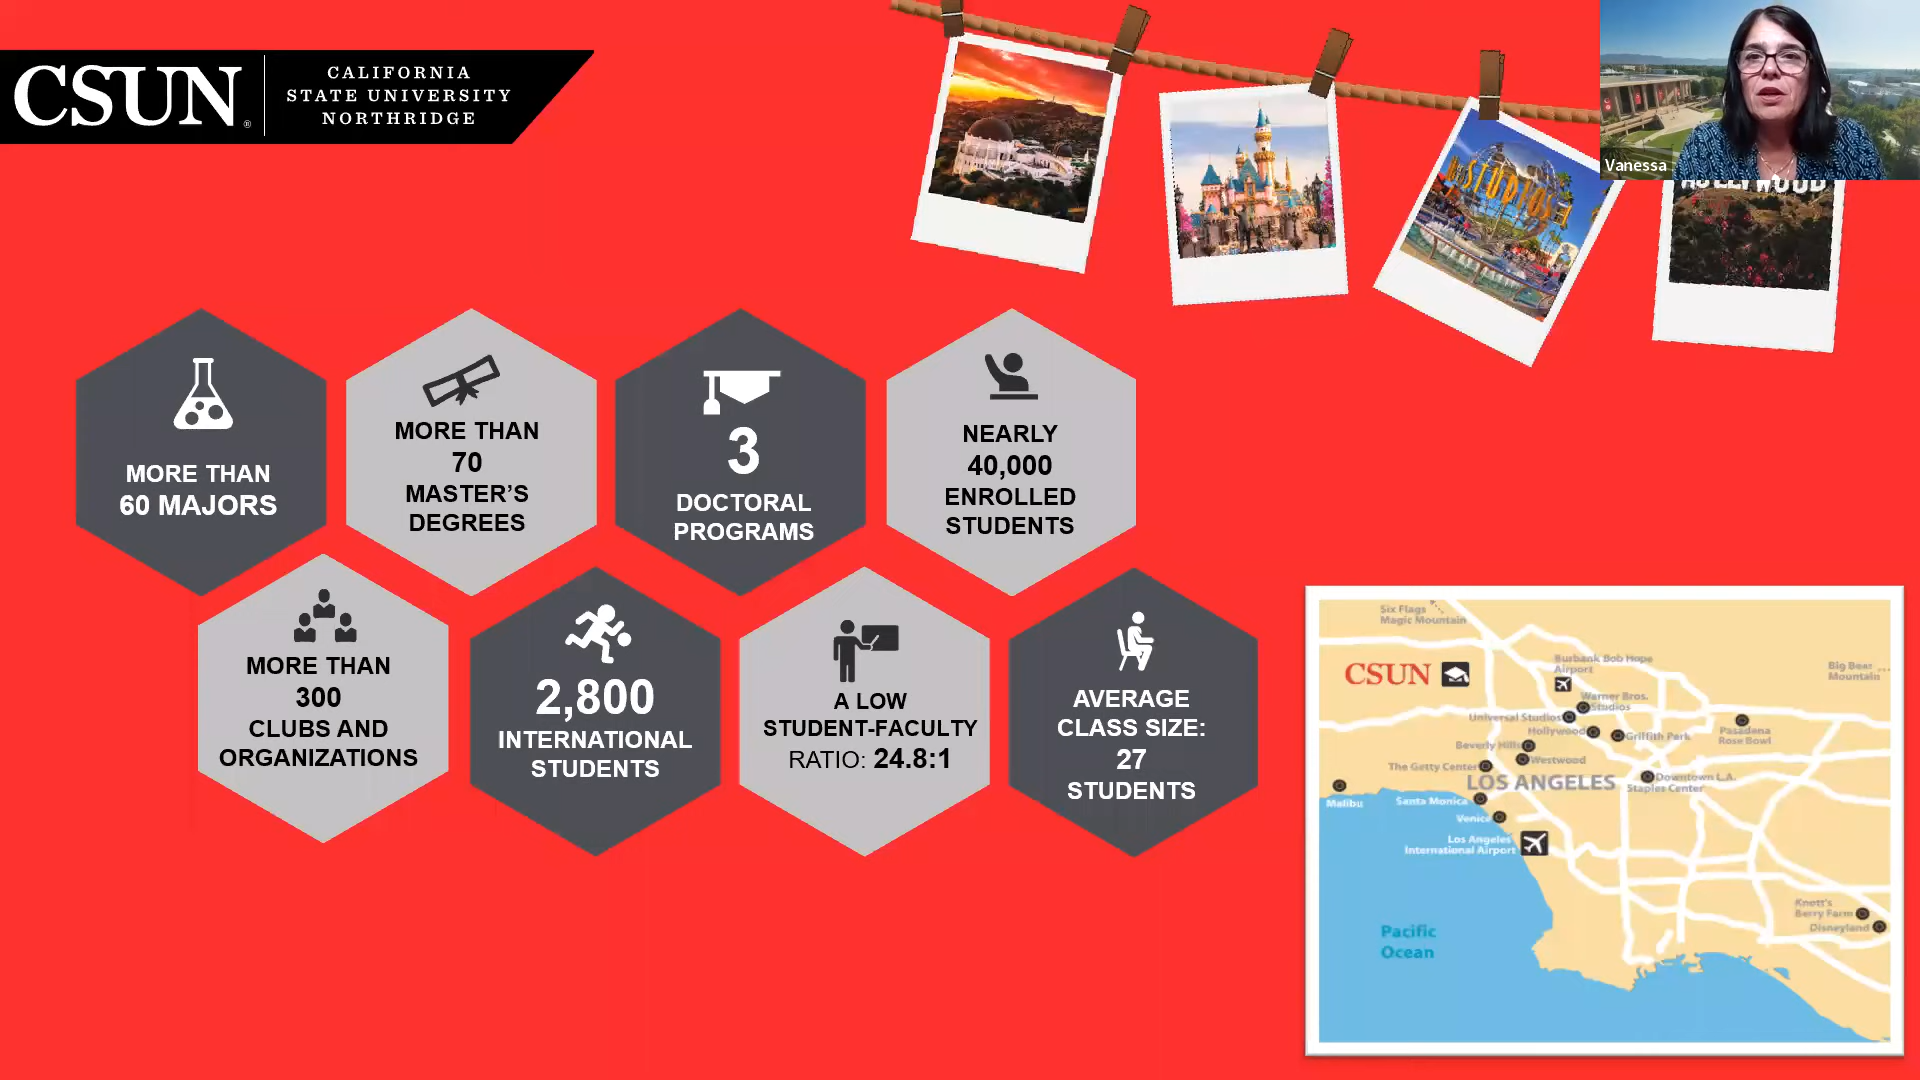 CSUN®
CALIFORNIA
STATE UNIVERSITY
NORTHRIDGE
STUDIOS
HOLLYWOOD
Vanessa
MORE THAN
60 MAJORS
MORE THAN
70
MASTER’S
DEGREES
3
DOCTORAL
PROGRAMS
NEARLY
40,000
ENROLLED
STUDENTS
MORE THAN
300
CLUBS AND
ORGANIZATIONS
2,800
INTERNATIONAL
STUDENTS
A LOW
STUDENT-FACULTY
RATIO: 24.8:1
AVERAGE
CLASS SIZE:
27
STUDENTS
Six Flags
Magic Mountain
CSUN
Burbank Bob Hope
Airport
Big Bear
Mountain
Warner Bros.
Studios
Universal Studios
Hollywood
Griffith Park
Pasadena
Rose Bowl
Beverly Hills
Westwood
The Getty Center
LOS ANGELES
Downtown L.A.
Staples Center
Malibu
Santa Monica
Venice
Los Angeles
International Airport
Knott's
Berry Farm
Disneyland
Pacific
Ocean